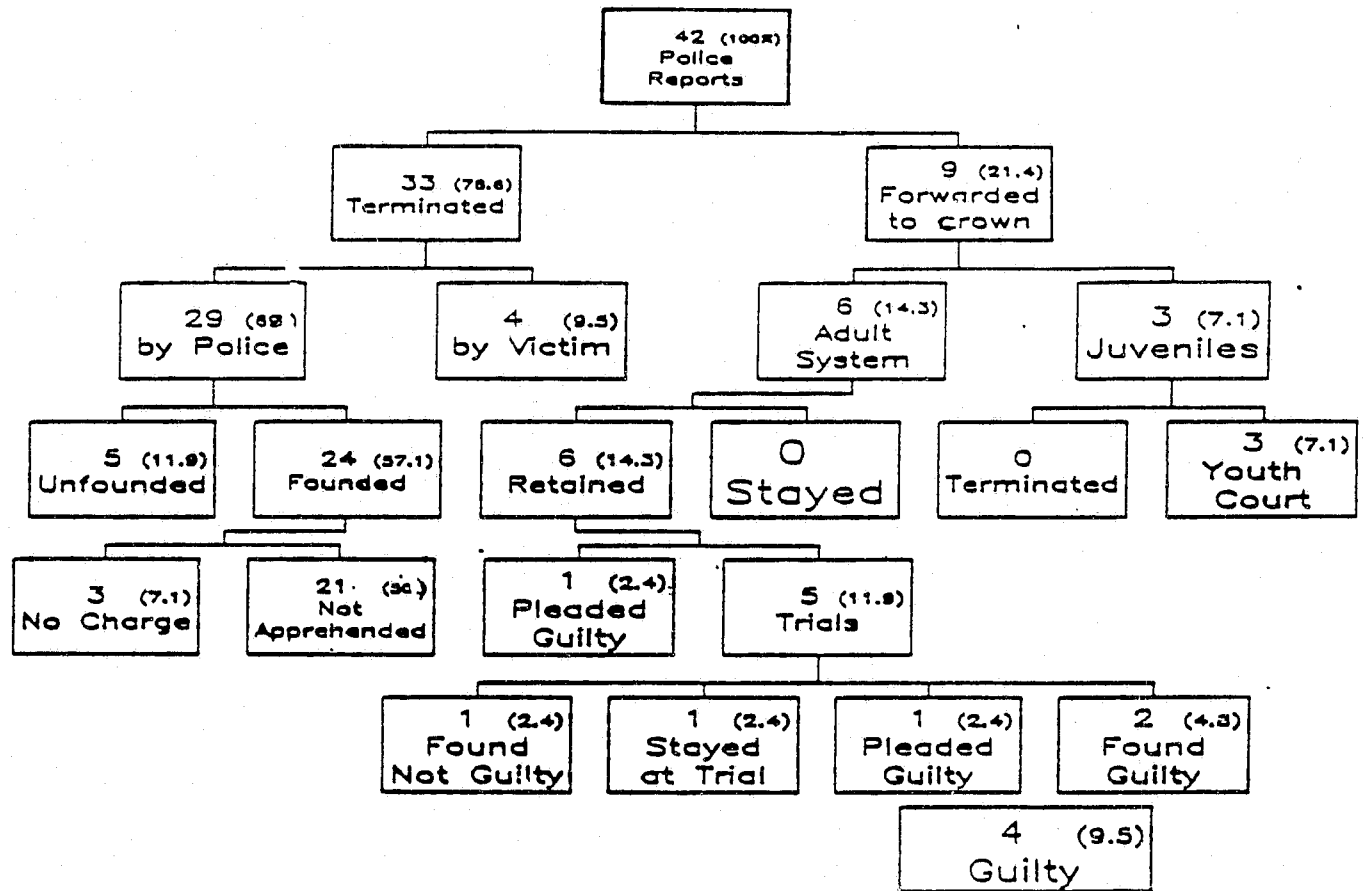 42 (100%)
Police
Reports
33 (78.6)
Terminated
9 (21.4)
Forwarded
to crown
29 (69)
by Police
4 (9.5)
by Victim
6 (14.3)
Adult
System
3 (7.1)
Juveniles
5 (11.9)
Unfounded
24 (57.1)
Founded
6 (14.3)
Retained
0
Stayed
0
Terminated
3 (7.1)
Youth
Court
3 (7.1)
No Charge
21. (50.)
Not
Apprehended
1 (2.4)
Pleaded
Guilty
5 (11.9)
Trials
1 (2.4)
Found
Not Guilty
1 (2.4)
Stayed
at Trial
1 (2.4)
Pleaded
Guilty
2 (4.8)
Found
Guilty
4 (9.5)
Guilty